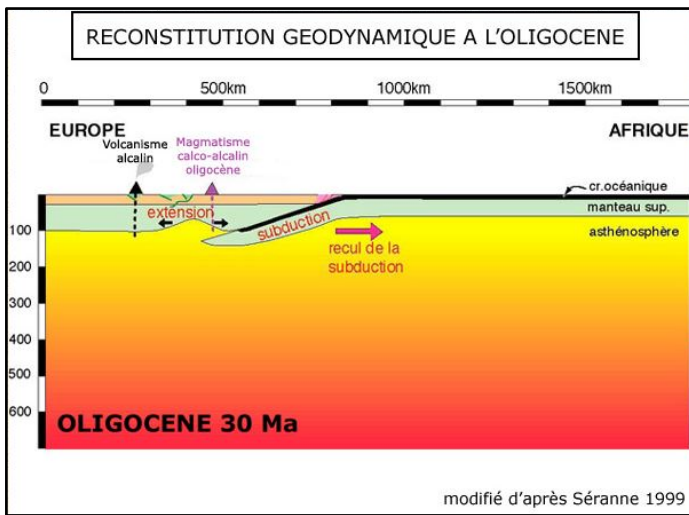 RECONSTITUTION GEODYNAMIQUE A L'OLIGOCENE
0 500km 1000km 1500km
EUROPE
AFRIQUE
Volcanisme
alcalin
Magmatisme
calco-alcalin
oligocène
cr.océanique
manteau sup.
asthénosphère
extension
subduction
recul de la
subduction
100
200
300
400
500
600
OLIGOCENE 30 Ma
modifié d'après Séranne 1999